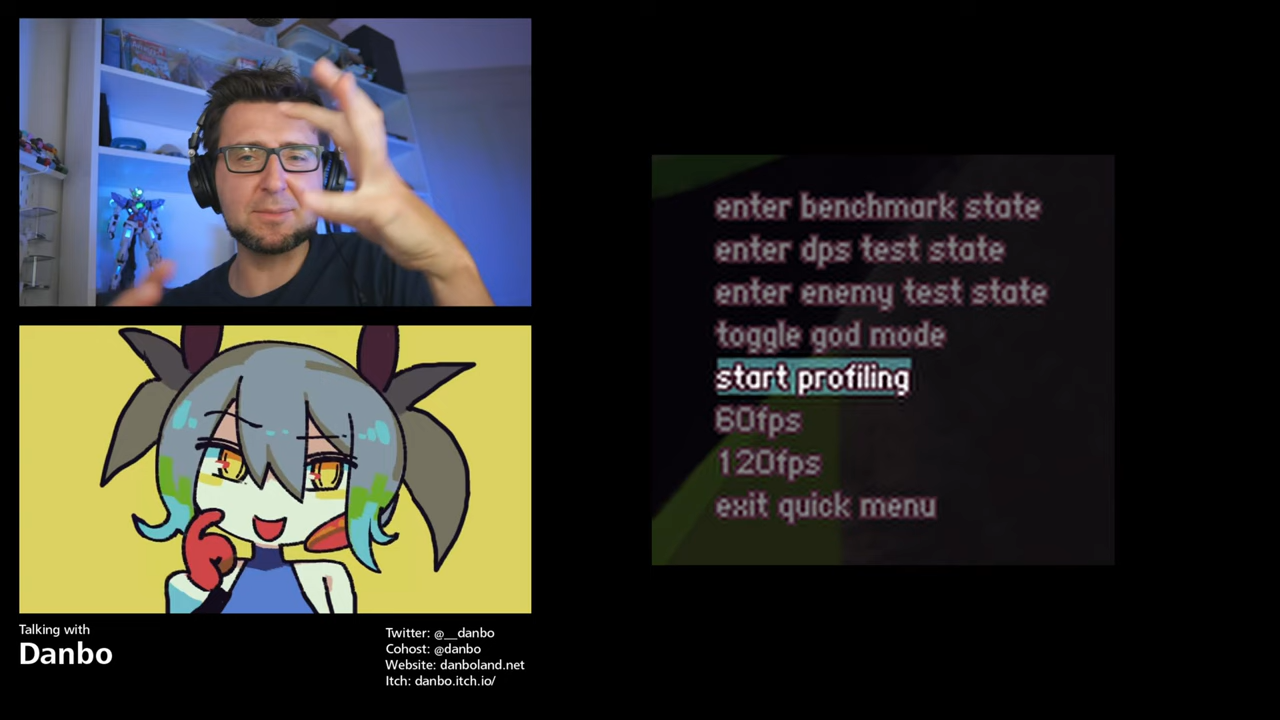 enter benchmark state
enter dps test state
enter enemy test state
toggle god mode
start profiling
60fps
120fps
exit quick menu
Talking with
Danbo
Twitter: @__danbo
Cohost: @danbo
Website: danboland.net
Itch: danbo.itch.io/